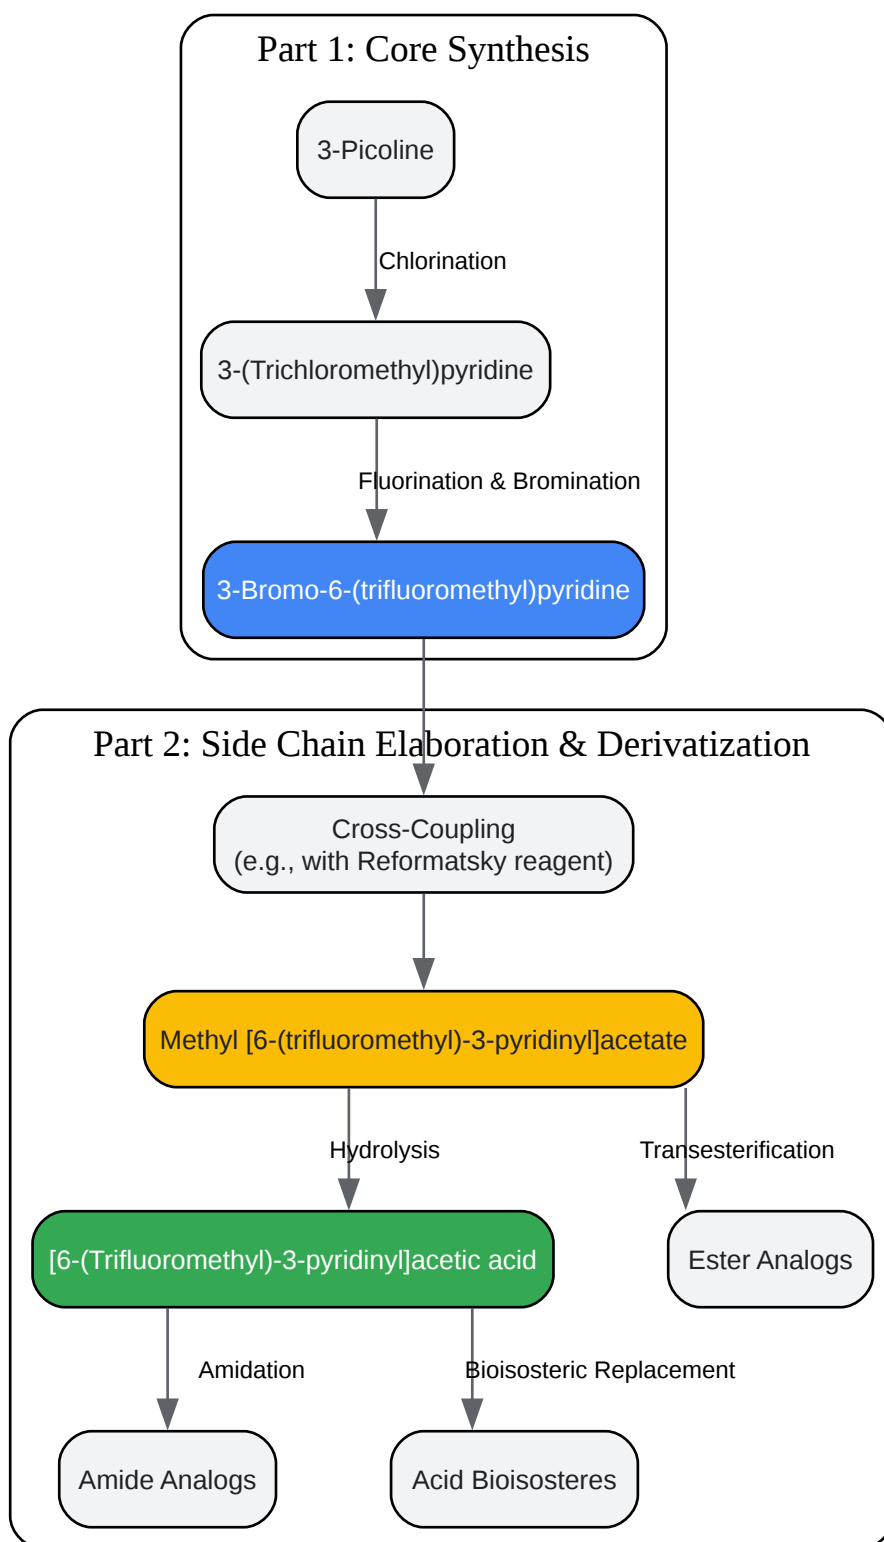 Part 1: Core Synthesis
3-Picoline
Chlorination
3-(Trichloromethyl)pyridine
Fluorination & Bromination
3-Bromo-6-(trifluoromethyl)pyridine
Part 2: Side Chain Elaboration & Derivatization
Cross-Coupling
(e.g., with Reformatsky reagent)
Methyl [6-(trifluoromethyl)-3-pyridinyl]acetate
Hydrolysis
Transesterification
[6-(Trifluoromethyl)-3-pyridinyl]acetic acid
Ester Analogs
Amidation
Bioisosteric Replacement
Amide Analogs
Acid Bioisosteres